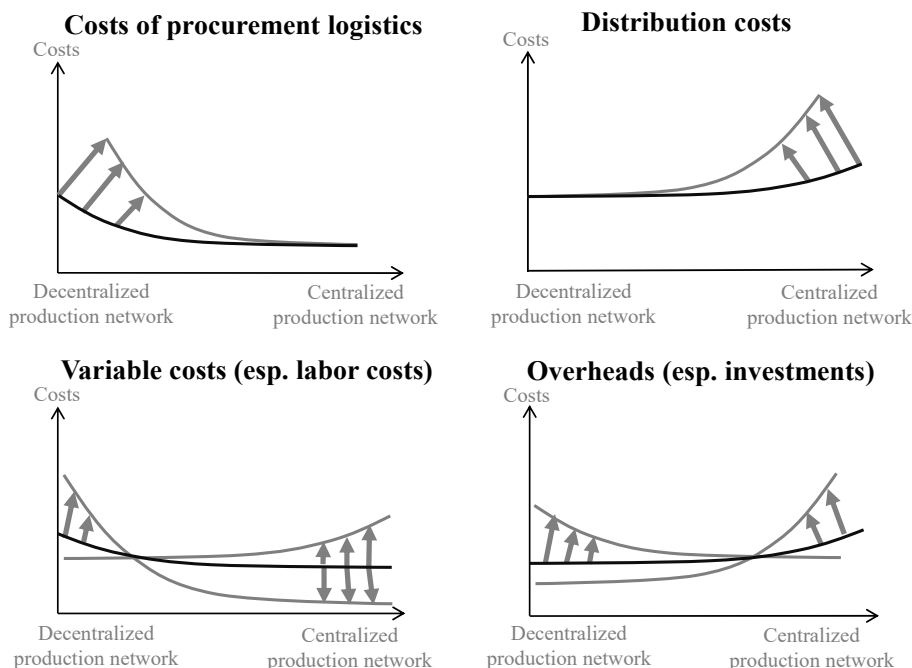 Costs of procurement logistics
Costs
Decentralized
production network
Centralized
production network
Distribution costs
Costs
Decentralized
production network
Centralized
production network
Variable costs (esp. labor costs)
Costs
Decentralized
production network
Centralized
production network
Overheads (esp. investments)
Costs
Decentralized
production network
Centralized
production network